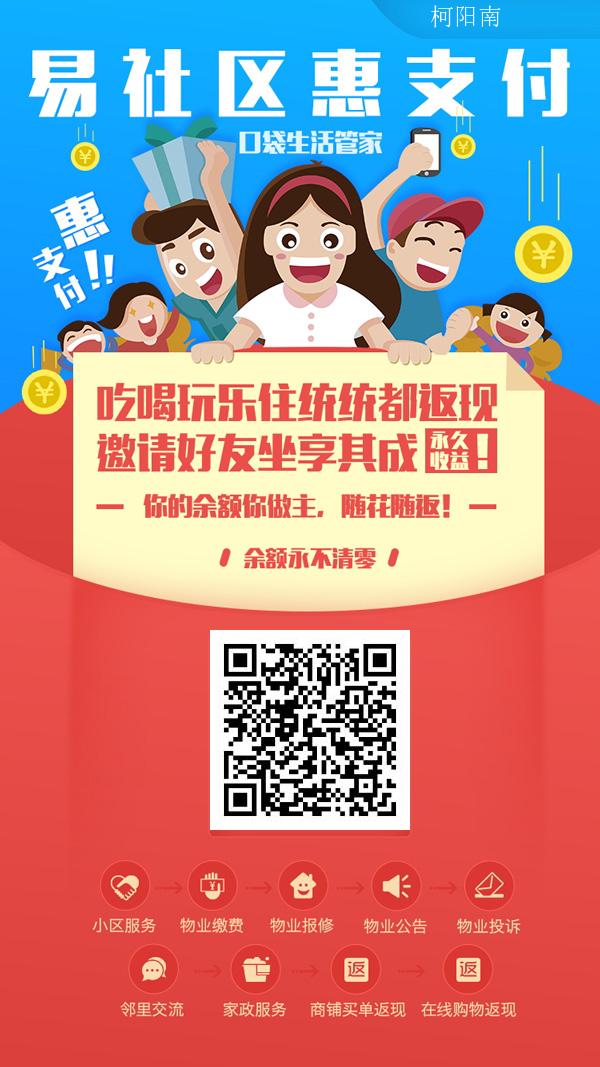 柯阳南
易社区惠支付
口袋生活管家
惠
支付!!
吃喝玩乐住统统都返现
邀请好友坐享其成 永久收益!
你的余额你做主，随花随返!
余额永不清零
小区服务 物业缴费 物业报修 物业公告 物业投诉
返 返
邻里交流 家政服务 商铺买单返现 在线购物返现